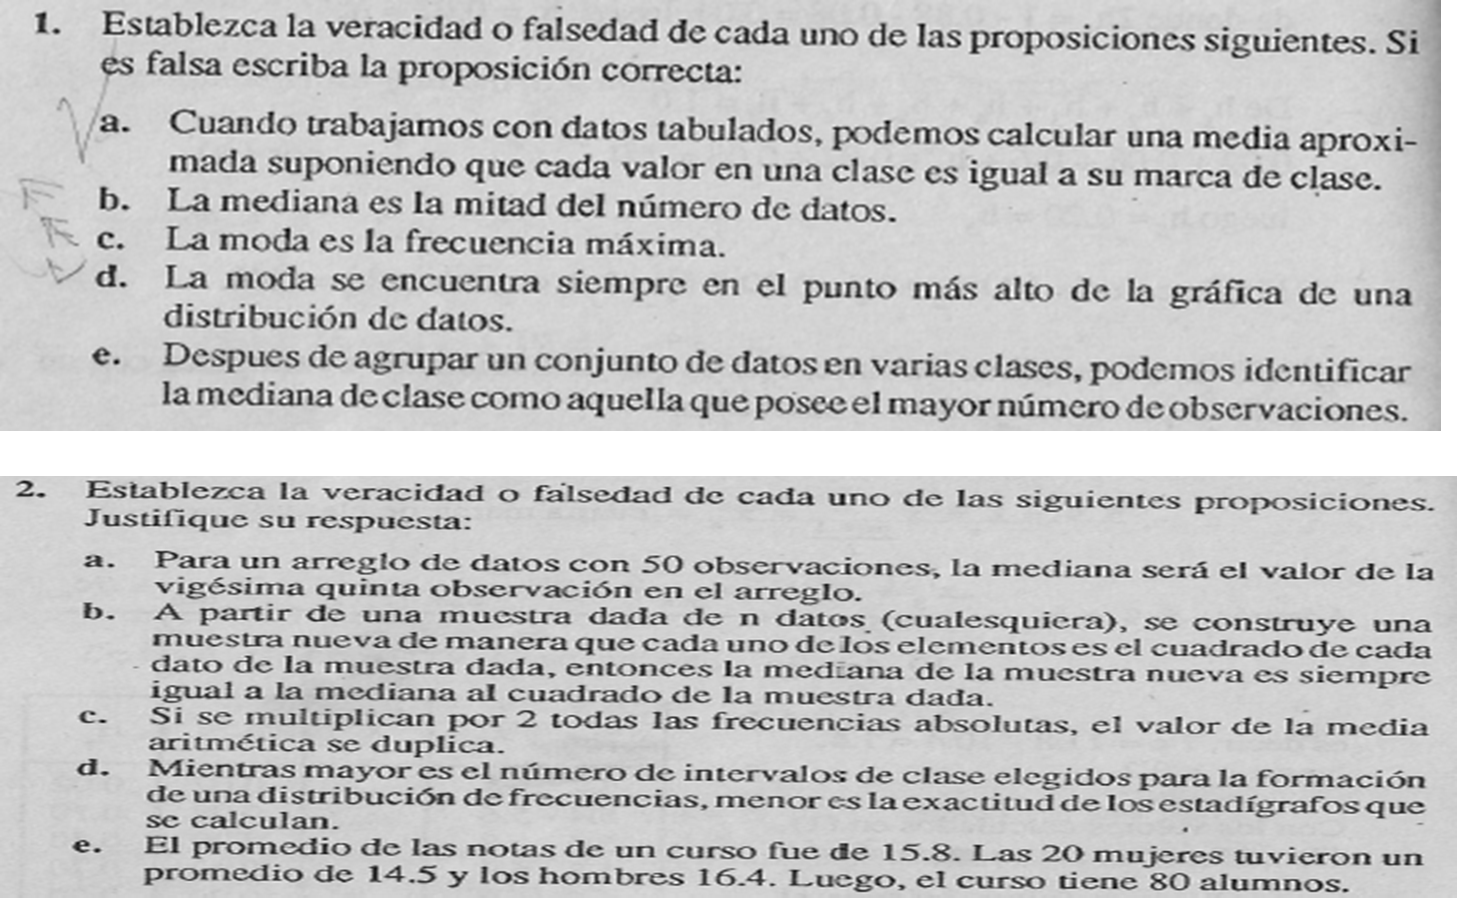 1. Establezca la veracidad o falsedad de cada uno de las proposiciones siguientes. Si
es falsa escriba la proposición correcta:
a. Cuando trabajamos con datos tabulados, podemos calcular una media aproxi-
mada suponiendo que cada valor en una clase es igual a su marca de clase.
b. La mediana es la mitad del número de datos.
c. La moda es la frecuencia máxima.
d. La moda se encuentra siempre en el punto más alto de la gráfica de una
distribución de datos.
e. Despues de agrupar un conjunto de datos en varias clases, podemos identificar
la mediana de clase como aquella que posee el mayor número de observaciones.
2. Establezca la veracidad o falsedad de cada uno de las siguientes proposiciones.
Justifique su respuesta:
a. Para un arreglo de datos con 50 observaciones, la mediana será el valor de la
vigésima quinta observación en el arreglo.
b. A partir de una muestra dada de n datos (cualesquiera), se construye una
muestra nueva de manera que cada uno de los elementos es el cuadrado de cada
dato de la muestra dada, entonces la mediana de la muestra nueva es siempre
igual a la mediana al cuadrado de la muestra dada.
c. Si se multiplican por 2 todas las frecuencias absolutas, el valor de la media
aritmética se duplica.
d. Mientras mayor es el número de intervalos de clase elegidos para la formación
de una distribución de frecuencias, menor es la exactitud de los estadígrafos que
se calculan.
e. El promedio de las notas de un curso fue de 15.8. Las 20 mujeres tuvieron un
promedio de 14.5 y los hombres 16.4. Luego, el curso tiene 80 alumnos.